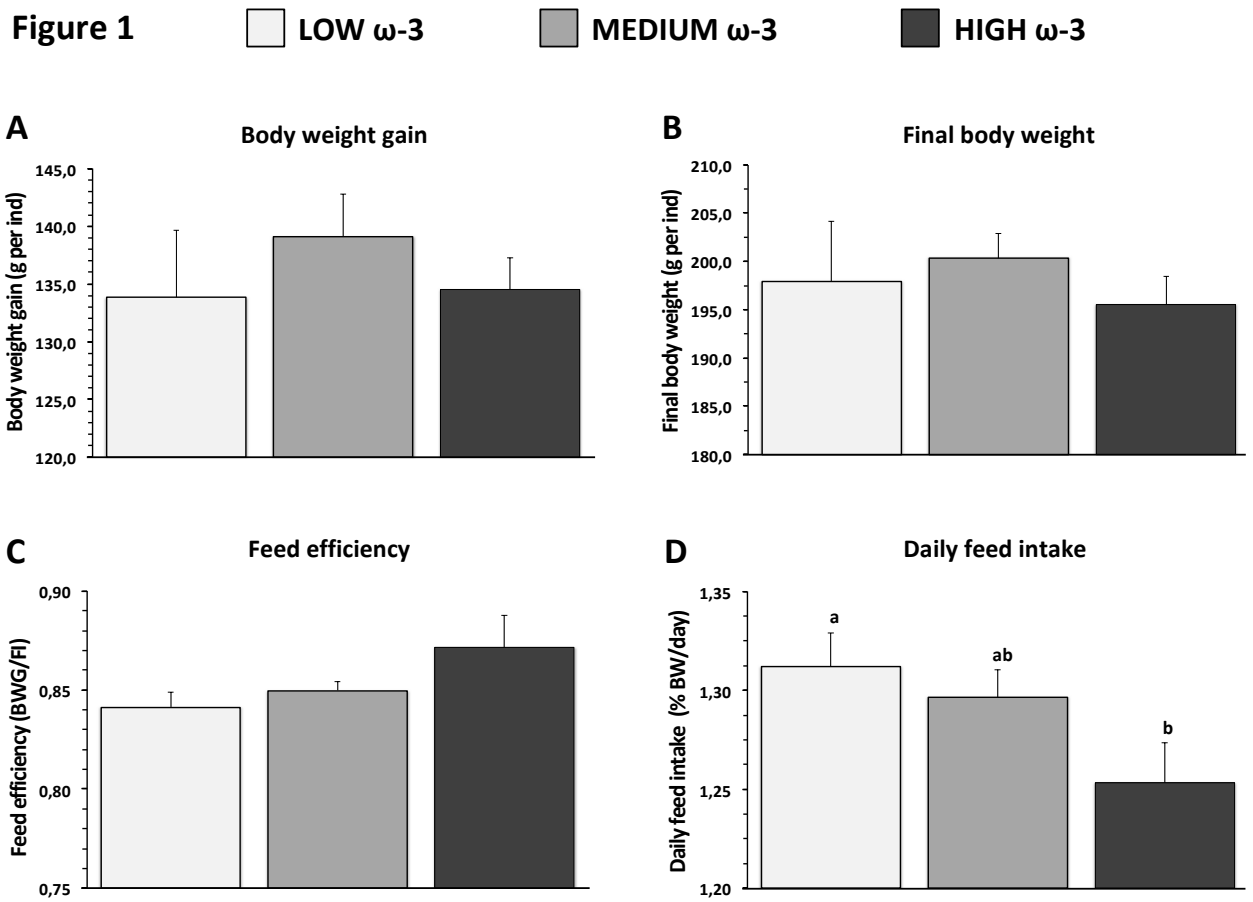 Figure 1 LOW ω-3 MEDIUM ω-3 HIGH ω-3
A Body weight gain
Body weight gain (g per ind)
145,0
140,0
135,0
130,0
125,0
120,0
B Final body weight
Final body weight (g per ind)
210,0
205,0
200,0
195,0
190,0
185,0
180,0
C Feed efficiency
Feed efficiency (BWG/FI)
0,90
0,85
0,80
0,75
D Daily feed intake
Daily feed intake (% BW/day)
1,35
1,30
1,25
1,20
a
ab
b